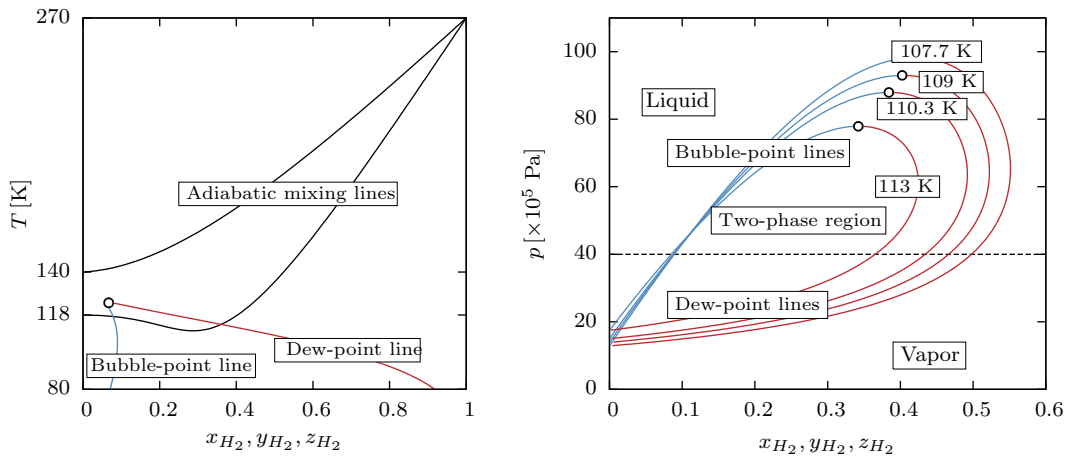 270
140
118
80
T [K]
Adiabatic mixing lines
Dew-point line
Bubble-point line
0
0.2
0.4
0.6
0.8
1
x_{H_2}, y_{H_2}, z_{H_2}
100
80
60
40
20
0
p [×10^5 Pa]
107.7 K
109 K
110.3 K
Liquid
Bubble-point lines
113 K
Two-phase region
Dew-point lines
Vapor
0
0.1
0.2
0.3
0.4
0.5
0.6
x_{H_2}, y_{H_2}, z_{H_2}